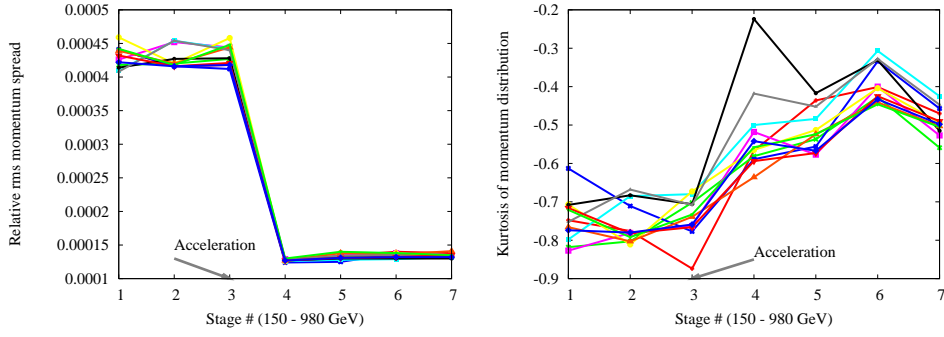 Relative rms momentum spread
0.0005
0.00045
0.0004
0.00035
0.0003
0.00025
0.0002
0.00015
0.0001
Acceleration
1 2 3 4 5 6 7
Stage # (150 - 980 GeV)
Kurtosis of momentum distribution
-0.2
-0.3
-0.4
-0.5
-0.6
-0.7
-0.8
-0.9
Acceleration
1 2 3 4 5 6 7
Stage # (150 - 980 GeV)